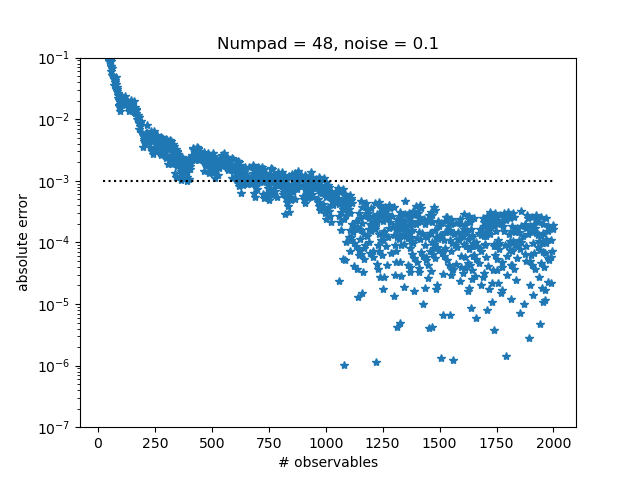 Numpad = 48, noise = 0.1
absolute error
10⁻¹
10⁻²
10⁻³
10⁻⁴
10⁻⁵
10⁻⁶
10⁻⁷
0 250 500 750 1000 1250 1500 1750 2000
# observables